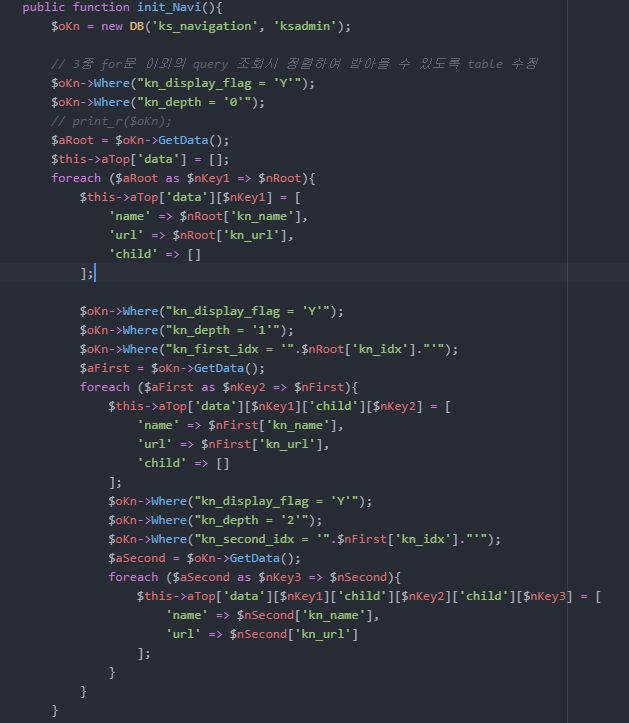 public function init_Navi(){
    $oKn = new DB('ks_navigation', 'ksadmin');

    // 3중 for문 이외의 query 조회시 정렬하여 받아올 수 있도록 table 수정
    $oKn->Where("kn_display_flag = 'Y'");
    $oKn->Where("kn_depth = '0'");
    // print_r($oKn);
    $aRoot = $oKn->GetData();
    $this->aTop['data'] = [];
    foreach ($aRoot as $nKey1 => $nRoot){
        $this->aTop['data'][$nKey1] = [
            'name' => $nRoot['kn_name'],
            'url' => $nRoot['kn_url'],
            'child' => []
        ];

        $oKn->Where("kn_display_flag = 'Y'");
        $oKn->Where("kn_depth = '1'");
        $oKn->Where("kn_first_idx = '".$nRoot['kn_idx']."'");
        $aFirst = $oKn->GetData();
        foreach ($aFirst as $nKey2 => $nFirst){
            $this->aTop['data'][$nKey1]['child'][$nKey2] = [
                'name' => $nFirst['kn_name'],
                'url' => $nFirst['kn_url'],
                'child' => []
            ];
            $oKn->Where("kn_display_flag = 'Y'");
            $oKn->Where("kn_depth = '2'");
            $oKn->Where("kn_second_idx = '".$nFirst['kn_idx']."'");
            $aSecond = $oKn->GetData();
            foreach ($aSecond as $nKey3 => $nSecond){
                $this->aTop['data'][$nKey1]['child'][$nKey2]['child'][$nKey3] = [
                    'name' => $nSecond['kn_name'],
                    'url' => $nSecond['kn_url']
                ];
            }
        }
    }